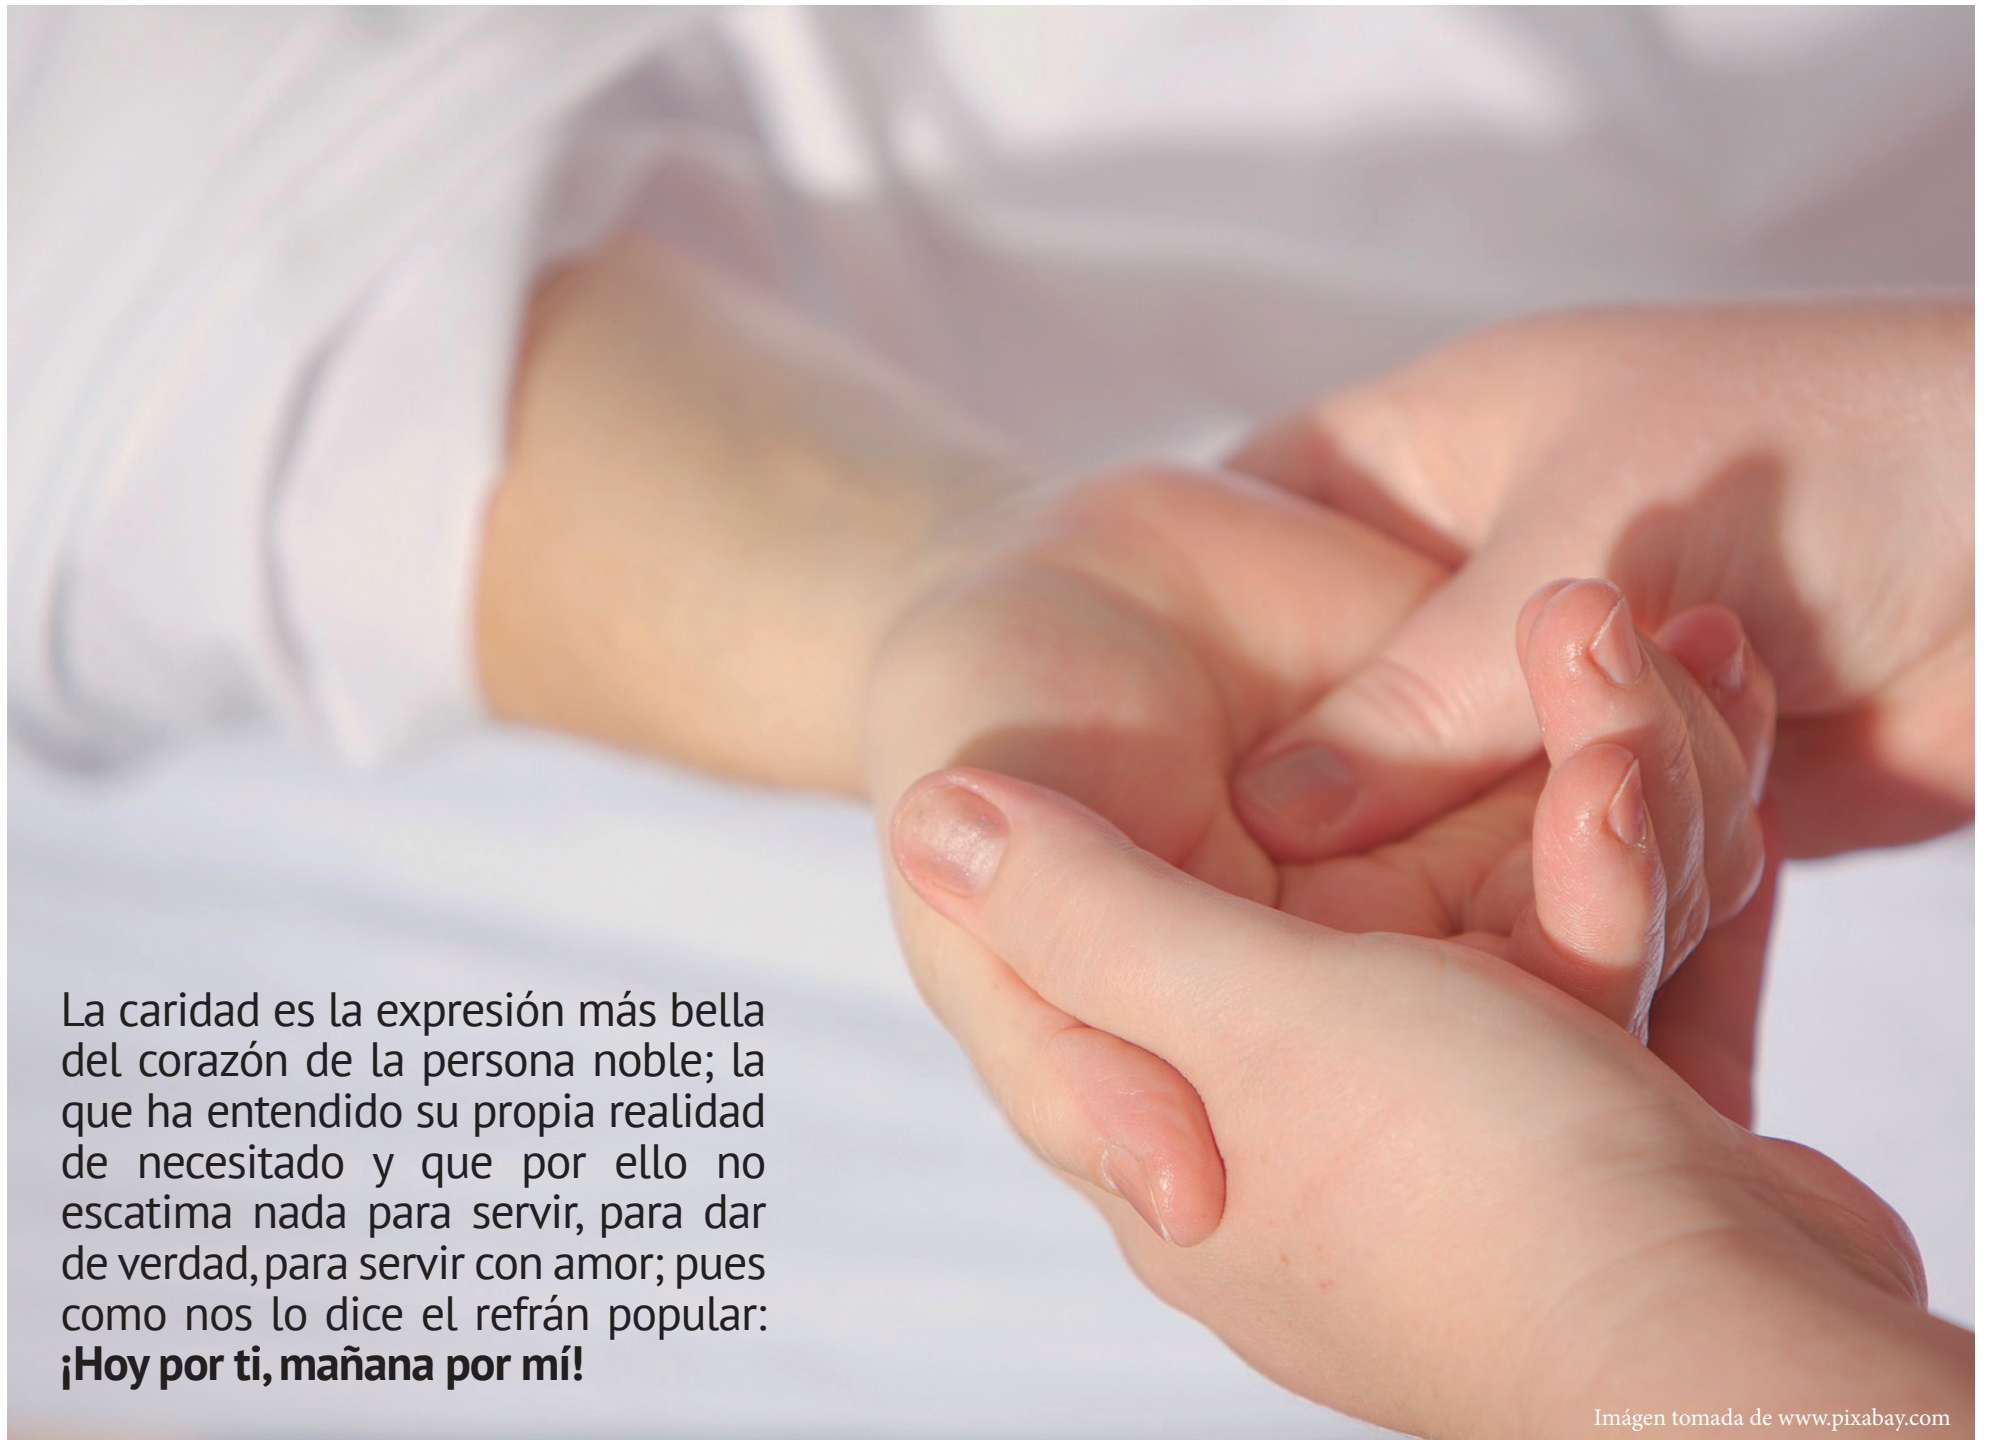 La caridad es la expresión más bella
del corazón de la persona noble; la
que ha entendido su propia realidad
de necesitado y que por ello no
escatima nada para servir, para dar
de verdad, para servir con amor; pues
como nos lo dice el refrán popular:
¡Hoy por ti, mañana por mí!
Imágen tomada de www.pixabay.com